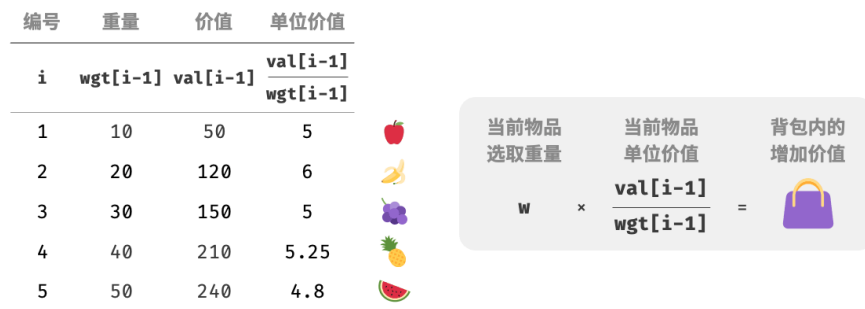 编号 重量 价值 单位价值
i wgt[i-1] val[i-1] val[i-1]
wgt[i-1]
1 10 50 5
2 20 120 6
3 30 150 5
4 40 210 5.25
5 50 240 4.8
当前物品 当前物品 背包内的
选取重量 单位价值 增加价值
w × val[i-1] =
wgt[i-1]